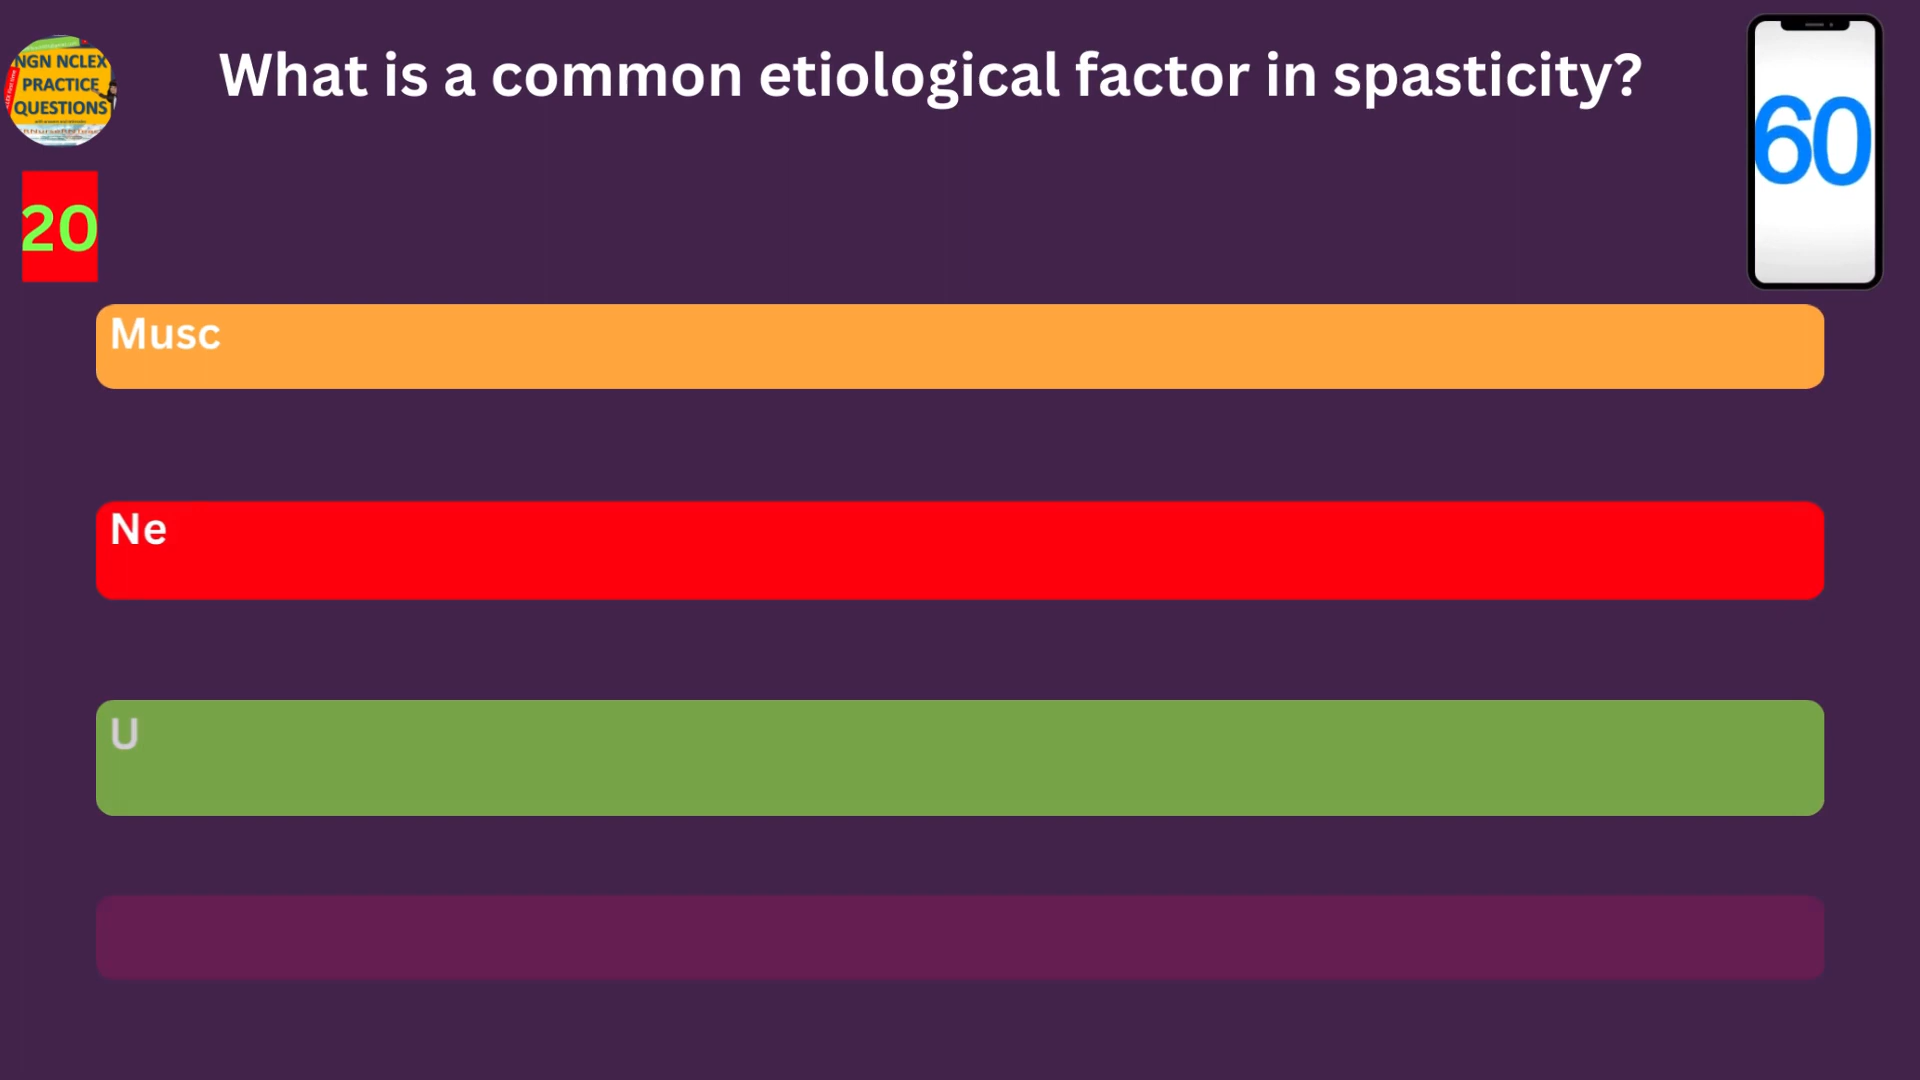 NGN NCLEX
PRACTICE
QUESTIONS
What is a common etiological factor in spasticity?
60
20
Musc
Ne
U